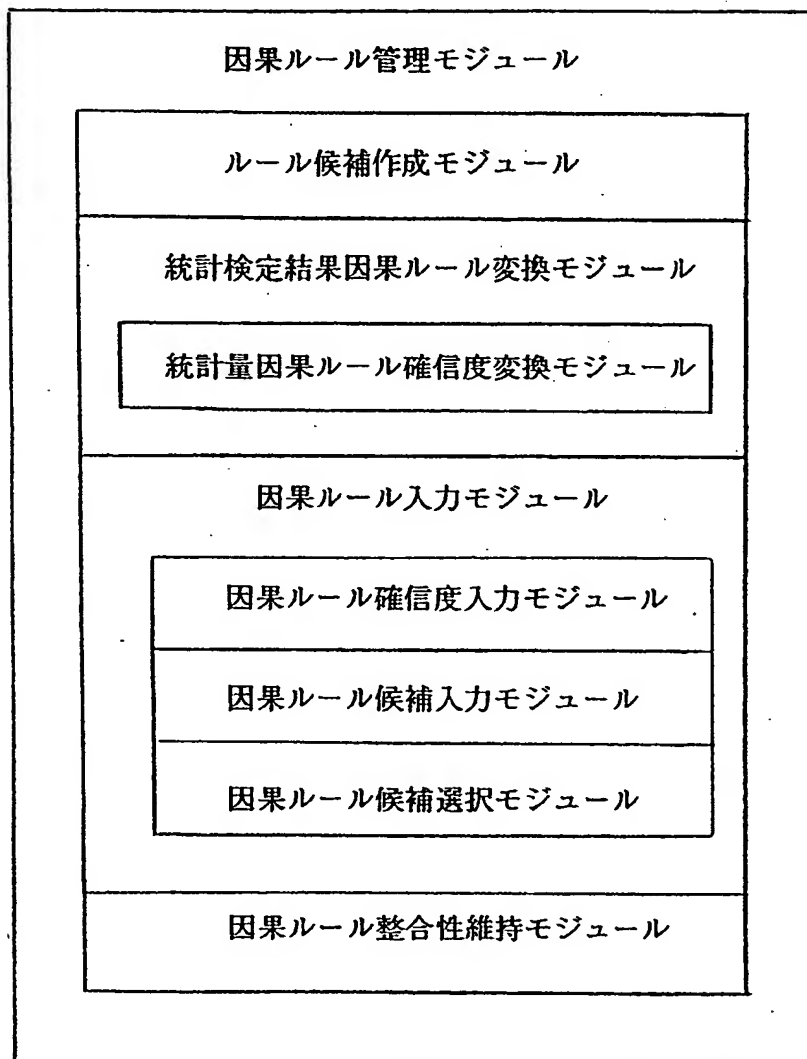 因果ルール管理モジュール
ルール候補作成モジュール
統計検定結果因果ルール変換モジュール
統計量因果ルール確信度変換モジュール
因果ルール入力モジュール
因果ルール確信度入力モジュール
因果ルール候補入力モジュール
因果ルール候補選択モジュール
因果ルール整合性維持モジュール